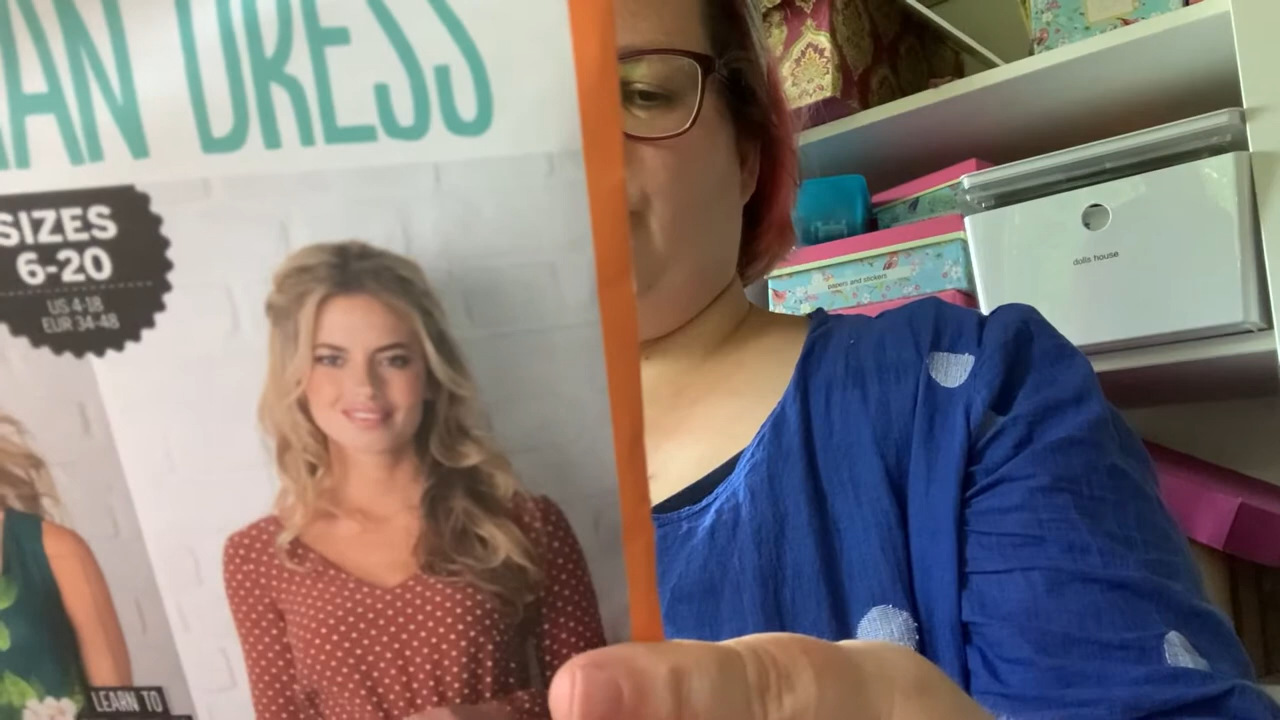 AN DRESS
SIZES
6-20
US 4-18
EUR 34-48
LEARN TO
papers and stickers
dolls house